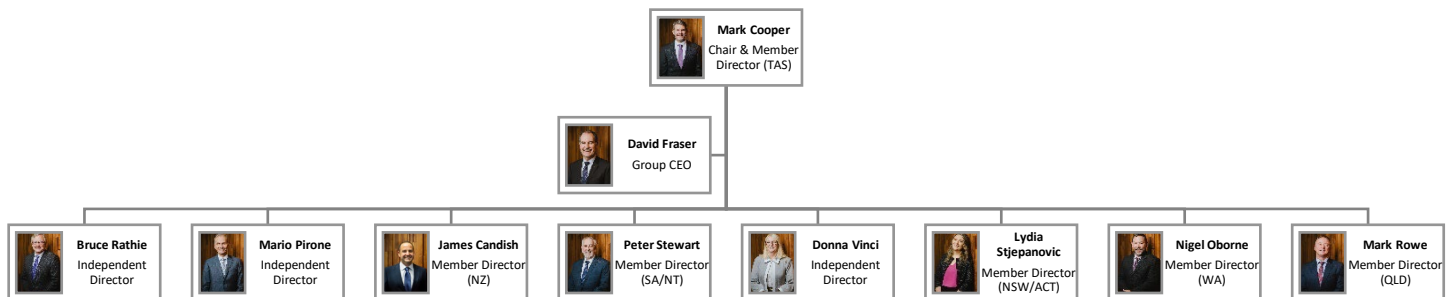 Mark Cooper
Chair & Member
Director (TAS)
David Fraser
Group CEO
Bruce Rathie
Independent
Director
Mario Pirone
Independent
Director
James Candish
Member Director
(NZ)
Peter Stewart
Member Director
(SA/NT)
Donna Vinci
Independent
Director
Lydia
Stjepanovic
Member Director
(NSW/ACT)
Nigel Oborne
Member Director
(WA)
Mark Rowe
Member Director
(QLD)